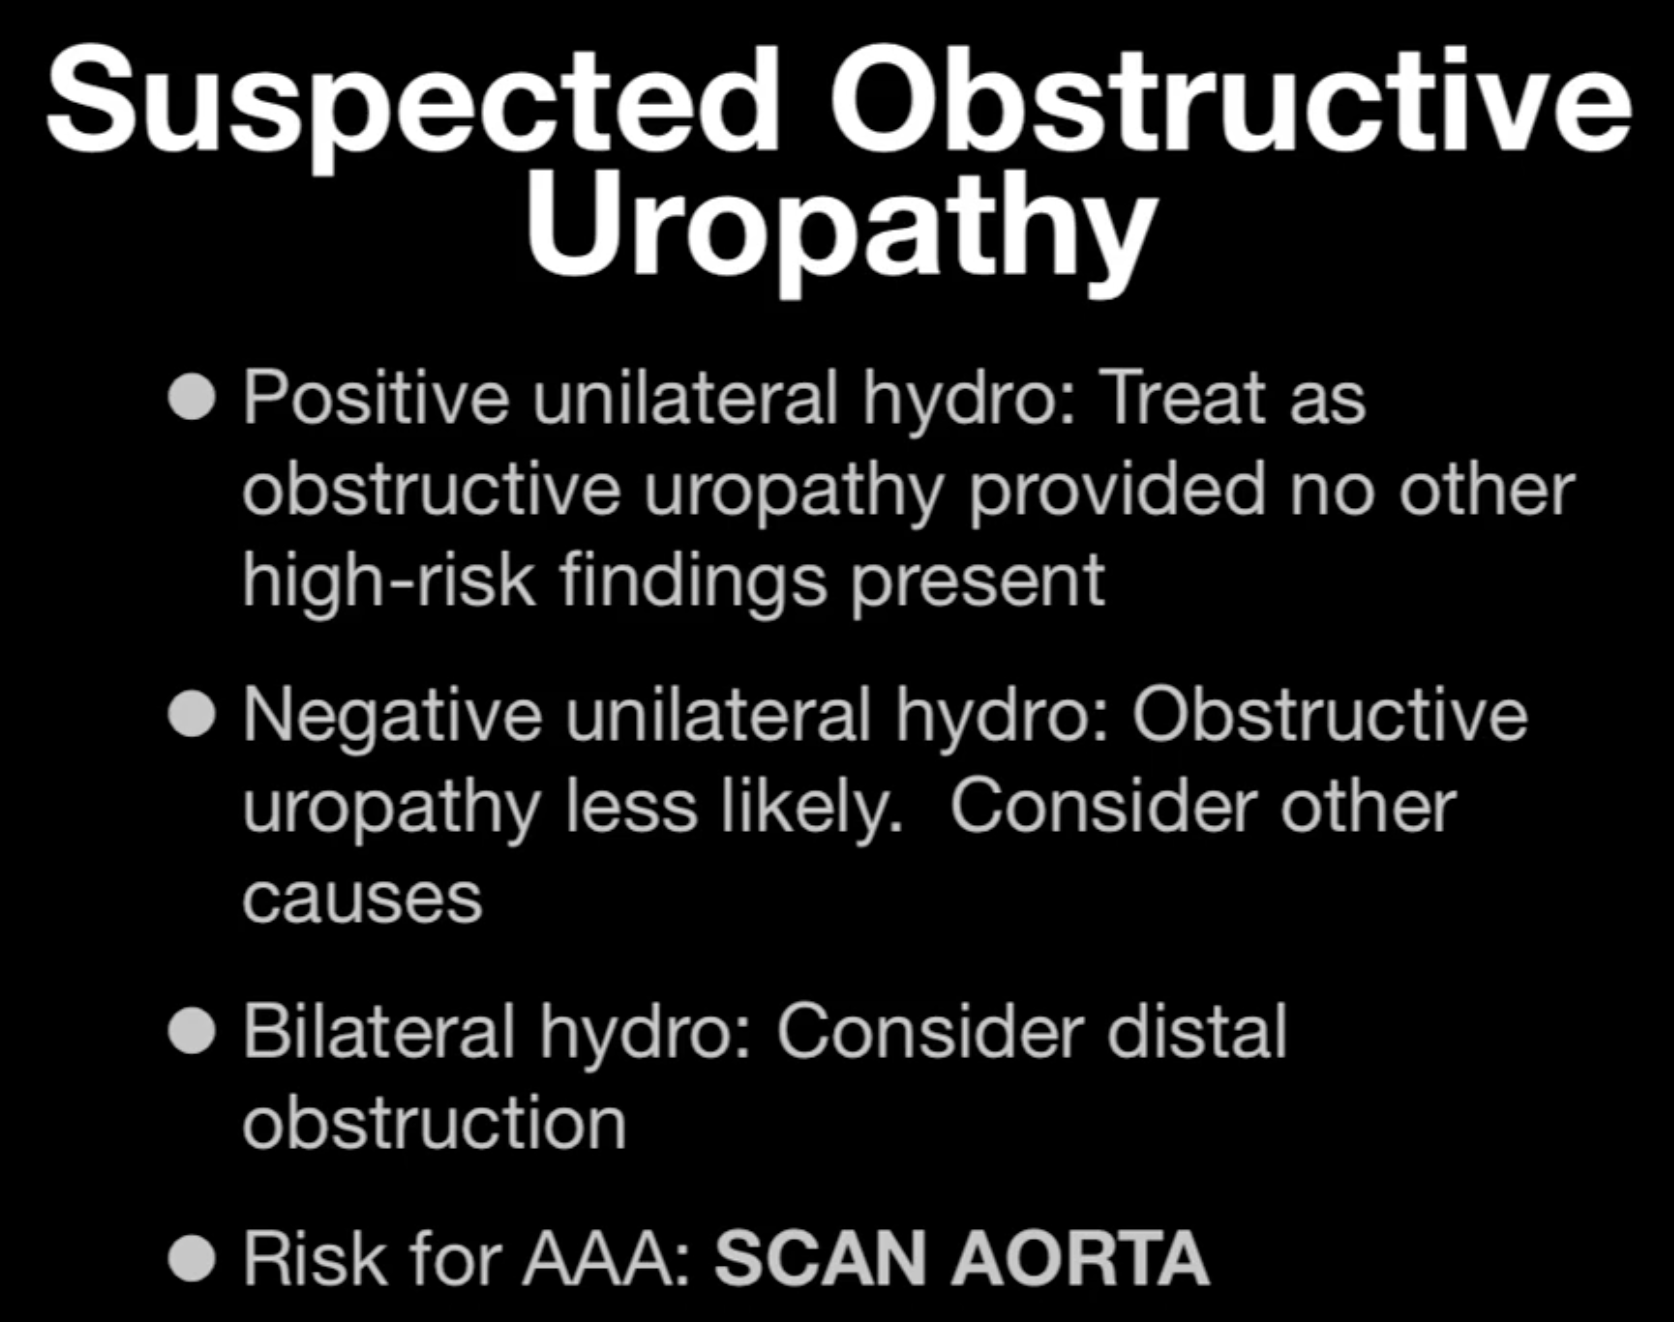 Suspected Obstructive
Uropathy
● Positive unilateral hydro: Treat as
obstructive uropathy provided no other
high-risk findings present
● Negative unilateral hydro: Obstructive
uropathy less likely.  Consider other
causes
● Bilateral hydro: Consider distal
obstruction
● Risk for AAA: SCAN AORTA